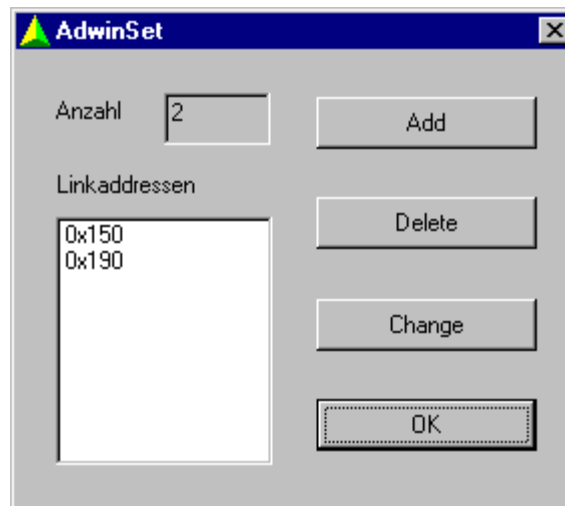 AdwinSet
Anzahl 2
Add
Linkaddressen
Delete
0x150
0x190
Change
OK